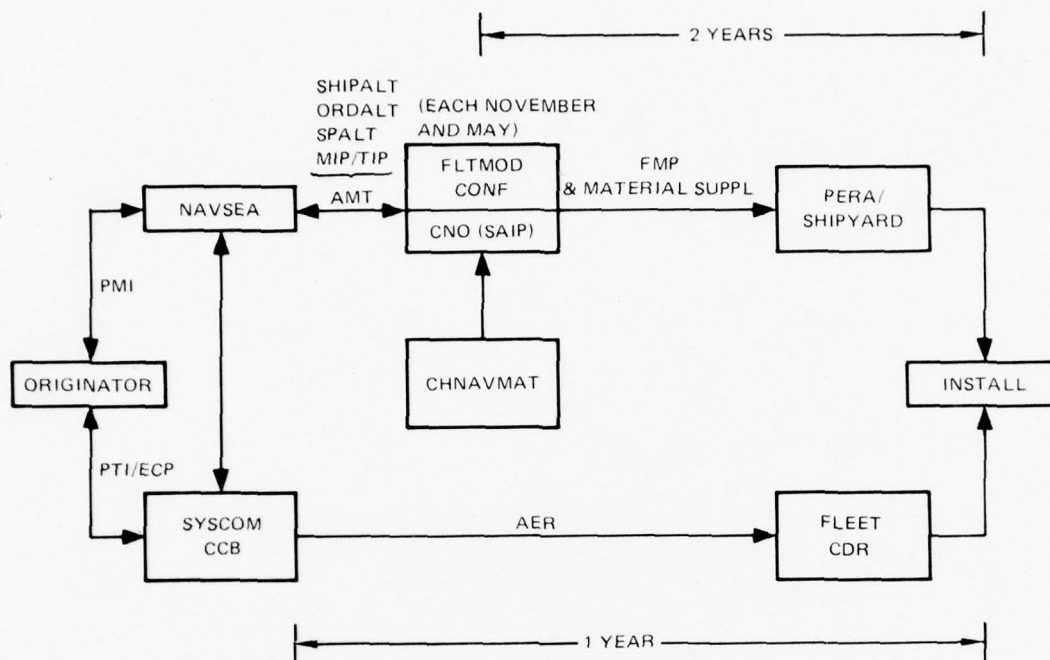 2 YEARS
SHIPALT
ORDALT
SPALT
MIP/TIP
(EACH NOVEMBER
AND MAY)
FLTMOD
CONF
CNO (SAIP)
NAVSEA
AMT
FMP
& MATERIAL SUPPL
PERA/
SHIPYARD
PMI
ORIGINATOR
CHNAVMAT
INSTALL
PTI/ECP
SYSCOM
CCB
AER
FLEET
CDR
1 YEAR